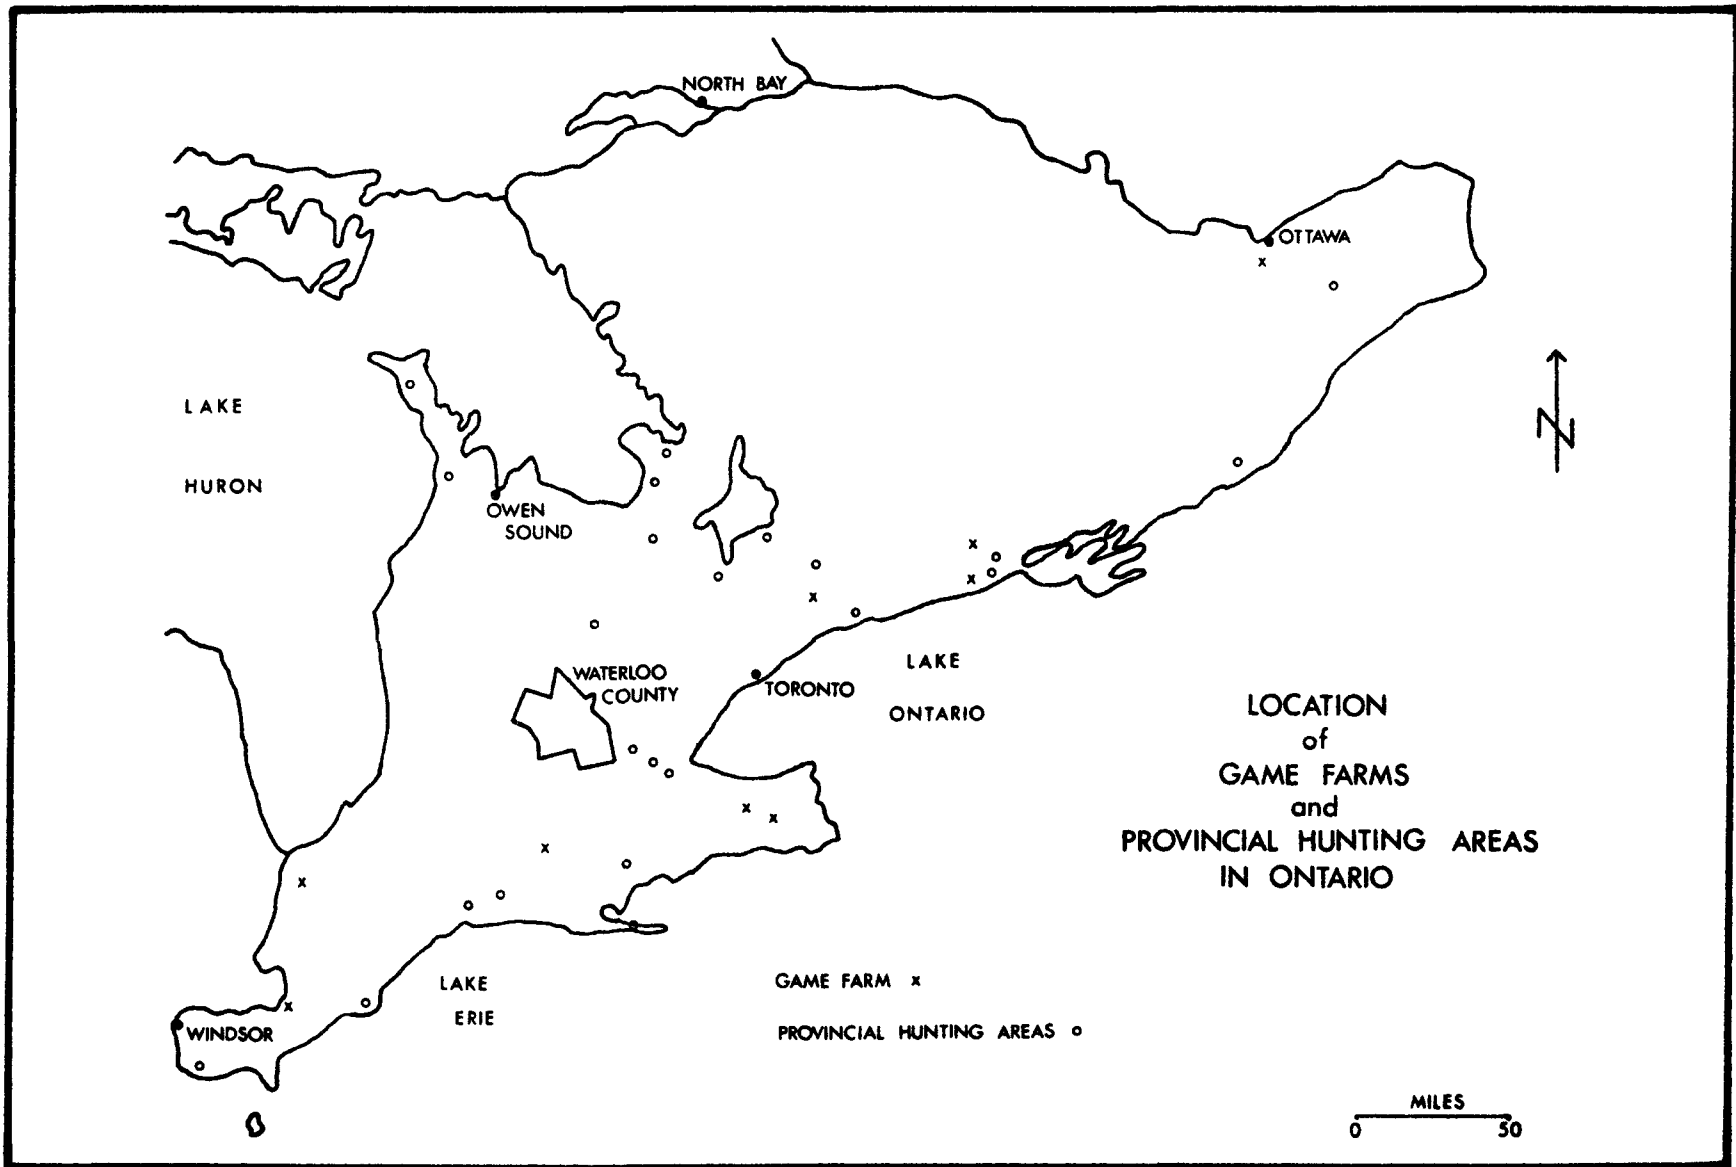 NORTH BAY
OTTAWA
LAKE
HURON
N
OWEN
SOUND
WATERLOO
COUNTY
TORONTO
LAKE
ONTARIO
LOCATION
of
GAME FARMS
and
PROVINCIAL HUNTING AREAS
IN ONTARIO
LAKE
ERIE
WINDSOR
GAME FARM x
PROVINCIAL HUNTING AREAS o
MILES
0 50